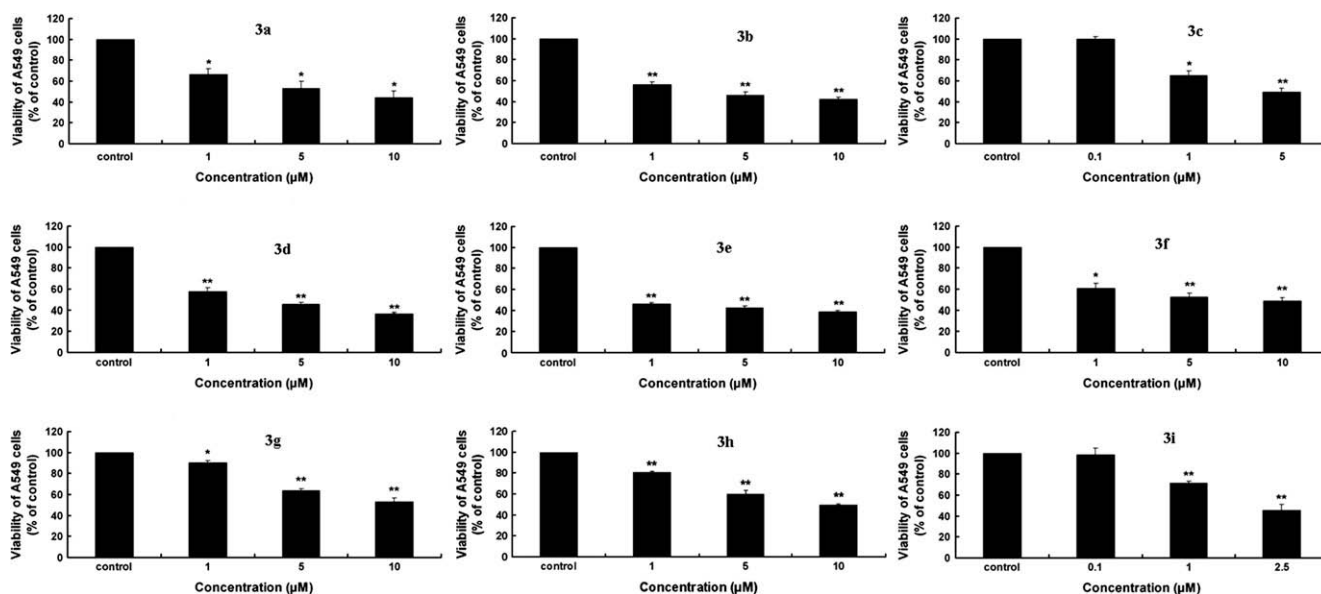 3a
Viability of A549 cells
(% of control)
120
100
80
60
40
20
0
* * *
control 1 5 10
Concentration (µM)
3b
Viability of A549 cells
(% of control)
120
100
80
60
40
20
0
** ** **
control 1 5 10
Concentration (µM)
3c
Viability of A549 cells
(% of control)
120
100
80
60
40
20
0
* **
control 0.1 1 5
Concentration (µM)
3d
Viability of A549 cells
(% of control)
120
100
80
60
40
20
0
** ** **
control 1 5 10
Concentration (µM)
3e
Viability of A549 cells
(% of control)
120
100
80
60
40
20
0
** ** **
control 1 5 10
Concentration (µM)
3f
Viability of A549 cells
(% of control)
120
100
80
60
40
20
0
* ** **
control 1 5 10
Concentration (µM)
3g
Viability of A549 cells
(% of control)
120
100
80
60
40
20
0
* ** **
control 1 5 10
Concentration (µM)
3h
Viability of A549 cells
(% of control)
120
100
80
60
40
20
0
** ** **
control 1 5 10
Concentration (µM)
3i
Viability of A549 cells
(% of control)
120
100
80
60
40
20
0
** **
control 0.1 1 2.5
Concentration (µM)